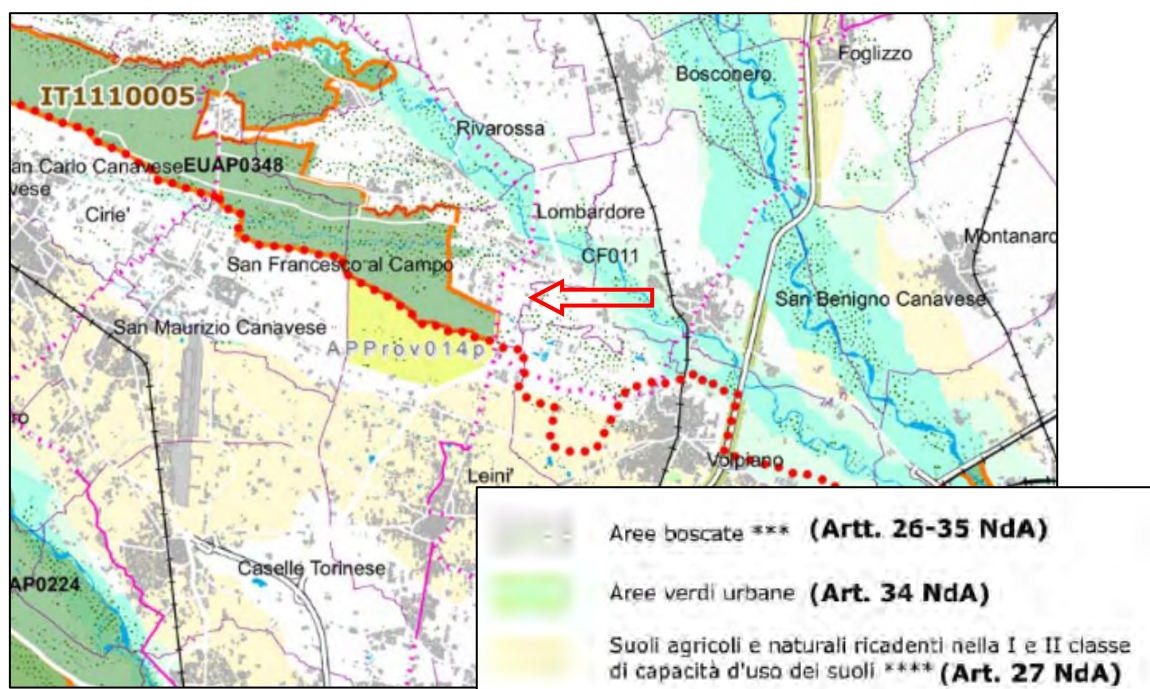 Foglizzo
Bosconero
IT1110005
Rivarossa
an Carlo Canavese
EUAP0348
vese
Cirie'
Lombardore
CF011
Montanaro
San Francesco al Campo
San Benigno Canavese
San Maurizio Canavese
APProv014p
ro
Volpiano
Leini'
Caselle Torinese
AP0224
Aree boscate *** (Artt. 26-35 NdA)
Aree verdi urbane (Art. 34 NdA)
Suoli agricoli e naturali ricadenti nella I e II classe
di capacità d'uso dei suoli **** (Art. 27 NdA)